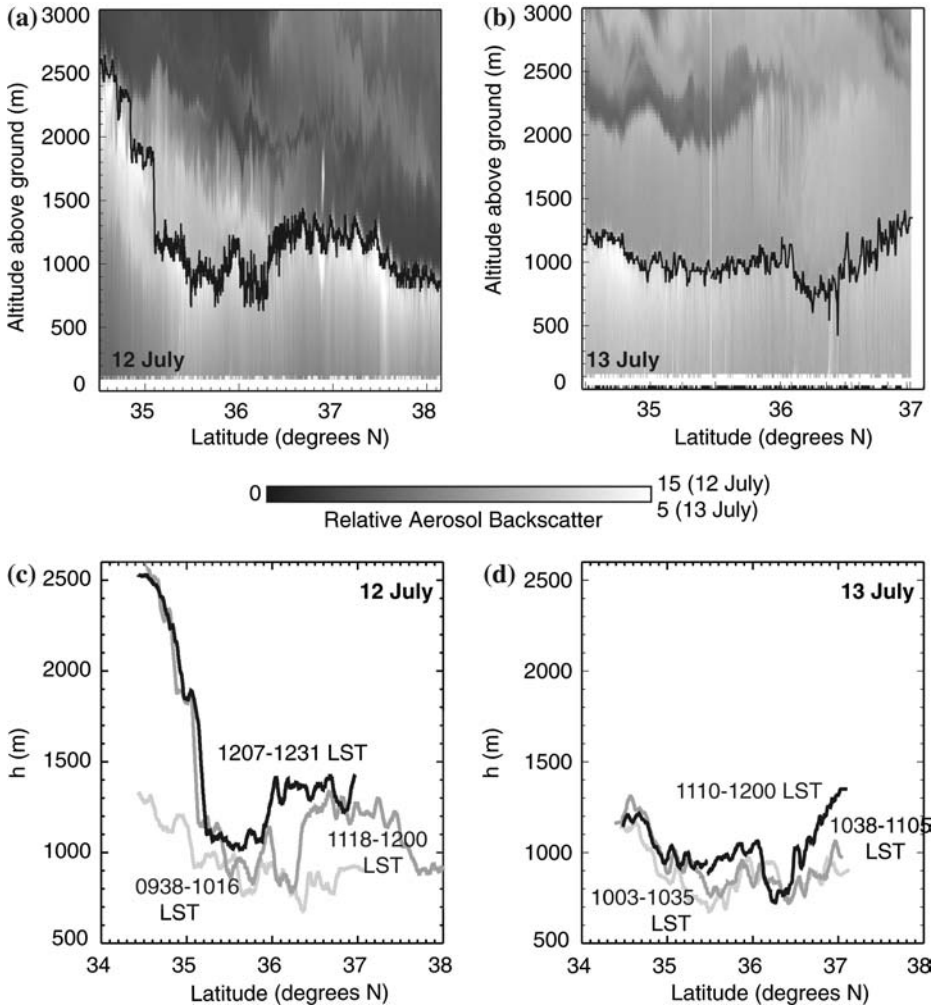 (a)
3000
2500
2000
1500
1000
500
0
Altitude above ground (m)
12 July
35 36 37 38
Latitude (degrees N)
(b)
3000
2500
2000
1500
1000
500
0
Altitude above ground (m)
13 July
35 36 37
Latitude (degrees N)
0
15 (12 July)
5 (13 July)
Relative Aerosol Backscatter
(c)
2500
2000
1500
1000
500
h (m)
12 July
1207-1231 LST
1118-1200
LST
0938-1016
LST
34 35 36 37 38
Latitude (degrees N)
(d)
2500
2000
1500
1000
500
h (m)
13 July
1110-1200 LST
1038-1105
LST
1003-1035
LST
34 35 36 37 38
Latitude (degrees N)